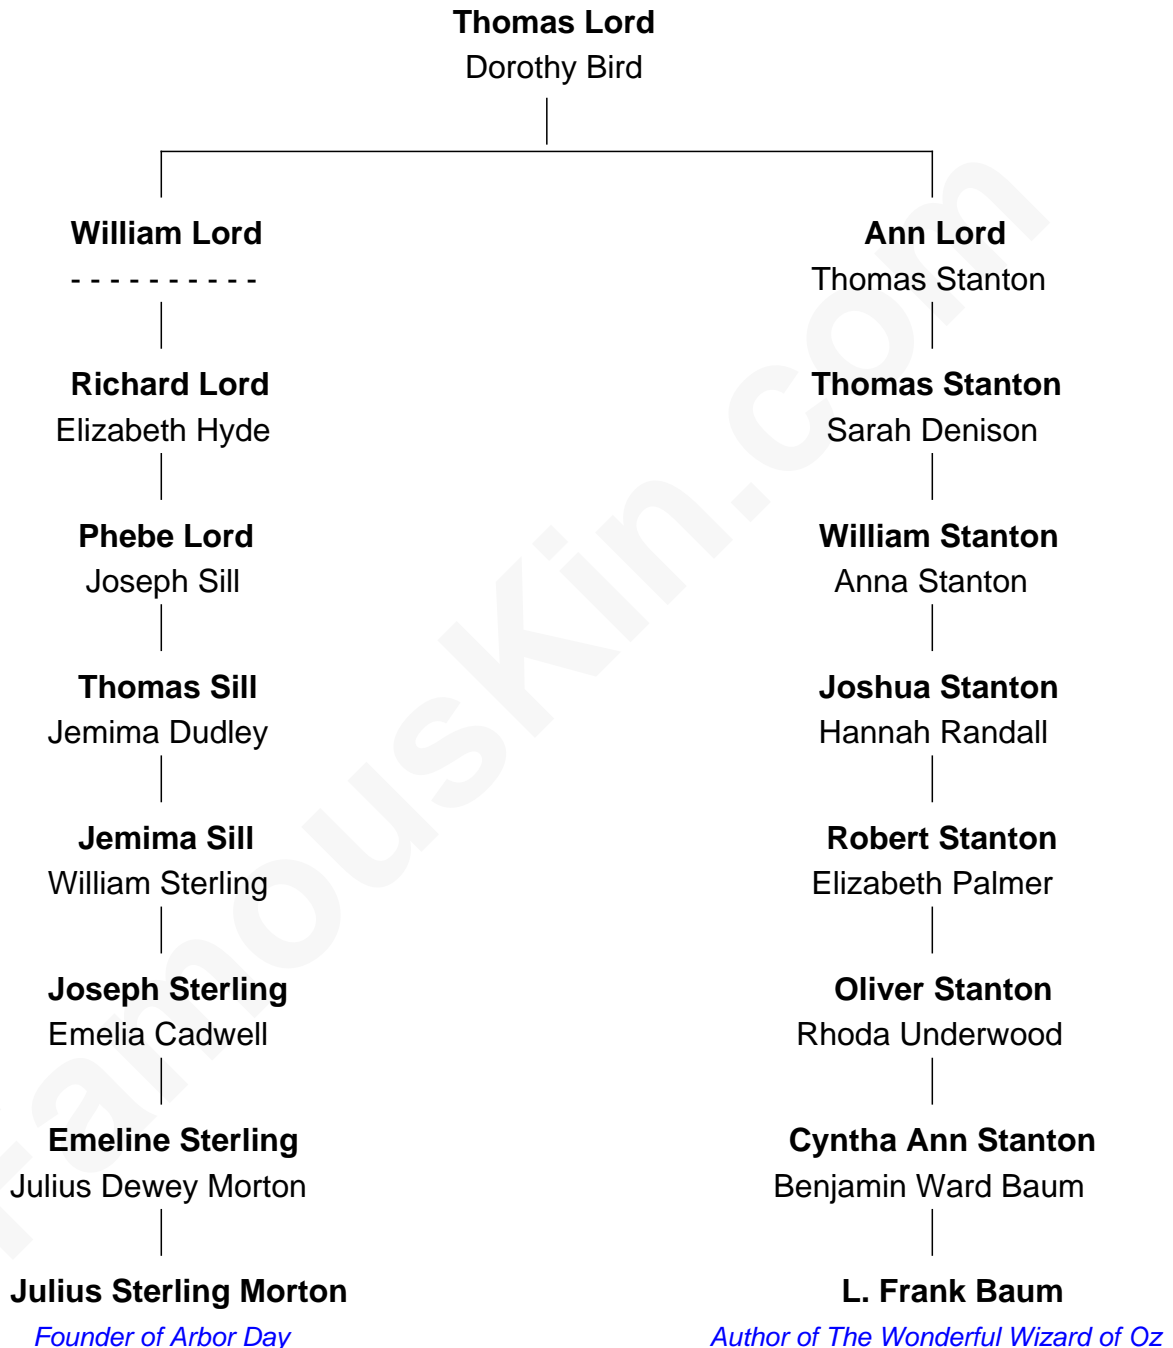 Thomas Lord
Dorothy Bird
William Lord
- - - - - - - - - -
Ann Lord
Thomas Stanton
Richard Lord
Elizabeth Hyde
Thomas Stanton
Sarah Denison
Phebe Lord
Joseph Sill
William Stanton
Anna Stanton
Thomas Sill
Jemima Dudley
Joshua Stanton
Hannah Randall
Jemima Sill
William Sterling
Robert Stanton
Elizabeth Palmer
Joseph Sterling
Emelia Cadwell
Oliver Stanton
Rhoda Underwood
Emeline Sterling
Julius Dewey Morton
Cyntha Ann Stanton
Benjamin Ward Baum
Julius Sterling Morton
Founder of Arbor Day
L. Frank Baum
Author of The Wonderful Wizard of Oz
FamousKin.com